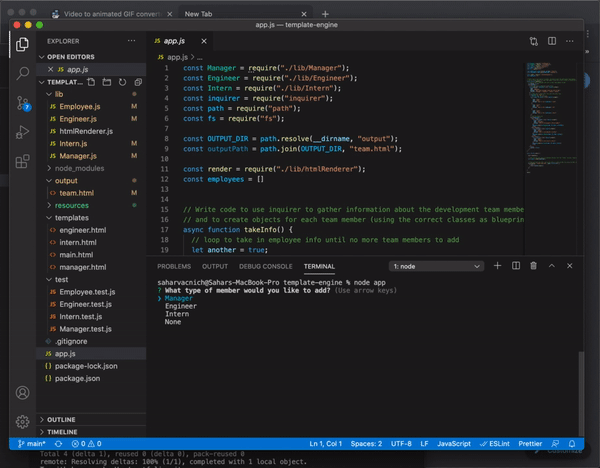 Video to animated GIF convert
New Tab
app.js — template-engine
EXPLORER
OPEN EDITORS
JS app.js
TEMPLAT...
lib
JS Employee.js M
JS Engineer.js M
JS htmlRenderer.js
JS Intern.js M
JS Manager.js M
node_modules
output
<> team.html M
resources
templates
<> engineer.html
<> intern.html
<> main.html
<> manager.html
test
JS Employee.test.js
JS Engineer.test.js
JS Intern.test.js
JS Manager.test.js
.gitignore
JS app.js
{} package-lock.json
{} package.json
OUTLINE
TIMELINE
JS app.js
JS app.js > ...
1 const Manager = require("./lib/Manager");
2 const Engineer = require("./lib/Engineer");
3 const Intern = require("./lib/Intern");
4 const inquirer = require("inquirer");
5 const path = require("path");
6 const fs = require("fs");
7
8 const OUTPUT_DIR = path.resolve(__dirname, "output");
9 const outputPath = path.join(OUTPUT_DIR, "team.html");
10
11 const render = require("./lib/htmlRenderer");
12 const employees = []
13
14
15 // Write code to use inquirer to gather information about the development team membe
16 // and to create objects for each team member (using the correct classes as blueprin
17 async function takeInfo() {
18 // loop to take in employee info until no more team members to add
19 let another = true;
PROBLEMS OUTPUT DEBUG CONSOLE TERMINAL 1: node
saharvacnich@Sahars-MacBook-Pro template-engine % node app
? What type of member would you like to add? (Use arrow keys)
❯ Manager
Engineer
Intern
None
main* 0 0 Ln 1, Col 1 Spaces: 2 UTF-8 LF JavaScript ESLint Prettier
Total 4 (delta 1), reused 0 (delta 0), pack-reused 0
remote: Resolving deltas: 100% (1/1), completed with 1 local object.
Customize